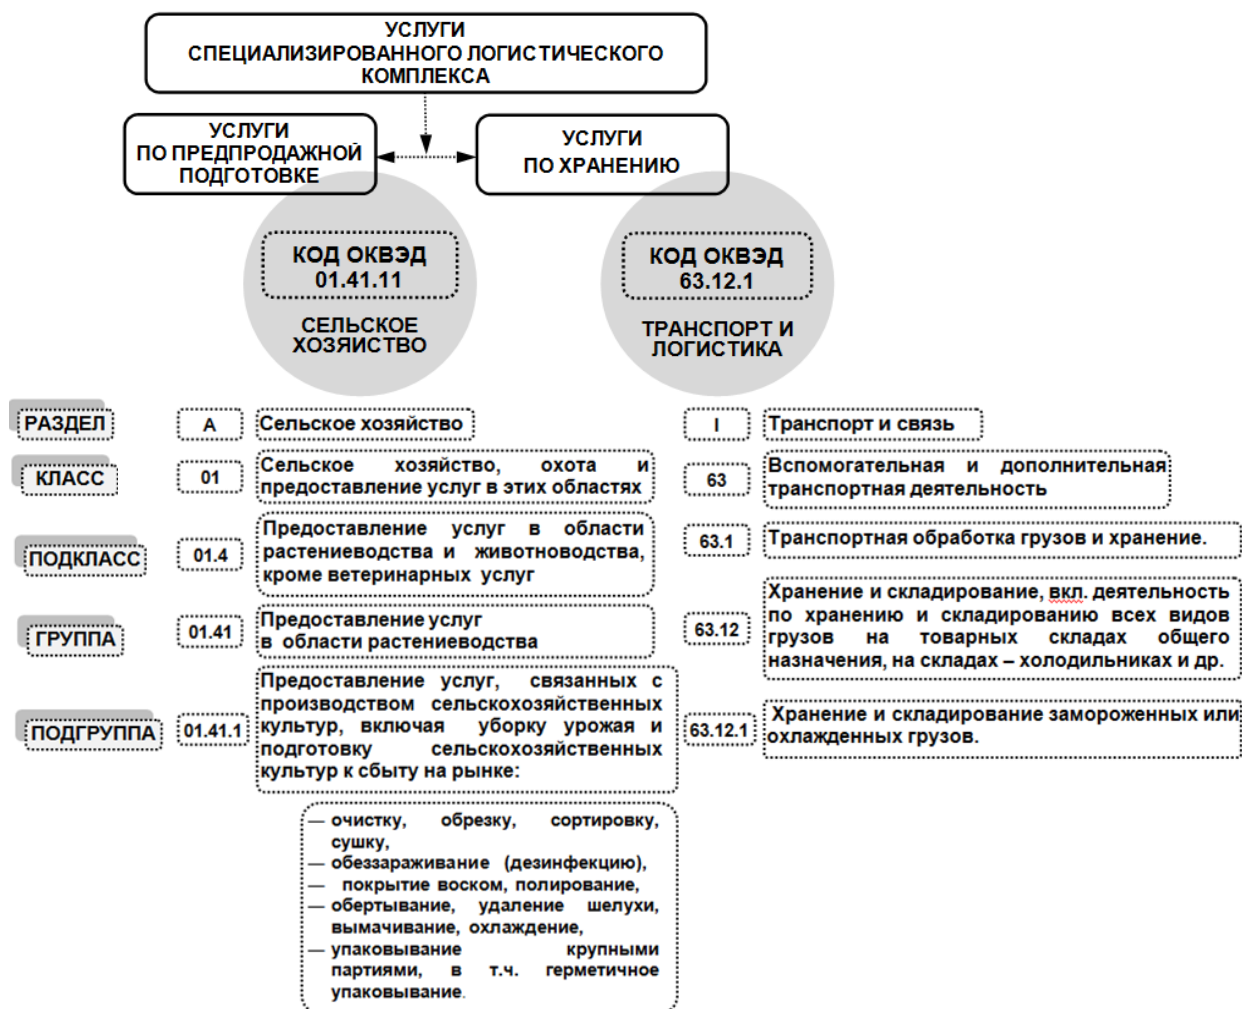 УСЛУГИ
СПЕЦИАЛИЗИРОВАННОГО ЛОГИСТИЧЕСКОГО
КОМПЛЕКСА
УСЛУГИ
ПО ПРЕДПРОДАЖНОЙ
ПОДГОТОВКЕ
УСЛУГИ
ПО ХРАНЕНИЮ
КОД ОКВЭД
01.41.11
СЕЛЬСКОЕ
ХОЗЯИСТВО
КОД ОКВЭД
63.12.1
ТРАНСПОРТ И
ЛОГИСТИКА
РАЗДЕЛ
А
Сельское хозяйство
I
Транспорт и связь
КЛАСС
01
Сельское хозяйство, охота и
предоставление услуг в этих областях
63
Вспомогательная и дополнительная
транспортная деятельность
ПОДКЛАСС
01.4
Предоставление услуг в области
растениеводства и животноводства,
кроме ветеринарных услуг
63.1
Транспортная обработка грузов и хранение.
ГРУППА
01.41
Предоставление услуг
в области растениеводства
63.12
Хранение и складирование, вкл. деятельность
по хранению и складированию всех видов
грузов на товарных складах общего
назначения, на складах – холодильниках и др.
ПОДГРУППА
01.41.1
Предоставление услуг, связанных с
производством сельскохозяйственных
культур, включая уборку урожая и
подготовку сельскохозяйственных
культур к сбыту на рынке:
63.12.1
Хранение и складирование замороженных или
охлажденных грузов.
— очистку, обрезку, сортировку,
сушку,
— обеззараживание (дезинфекцию),
— покрытие воском, полирование,
— обертывание, удаление шелухи,
вымачивание, охлаждение,
— упаковывание крупными
партиями, в т.ч. герметичное
упаковывание.